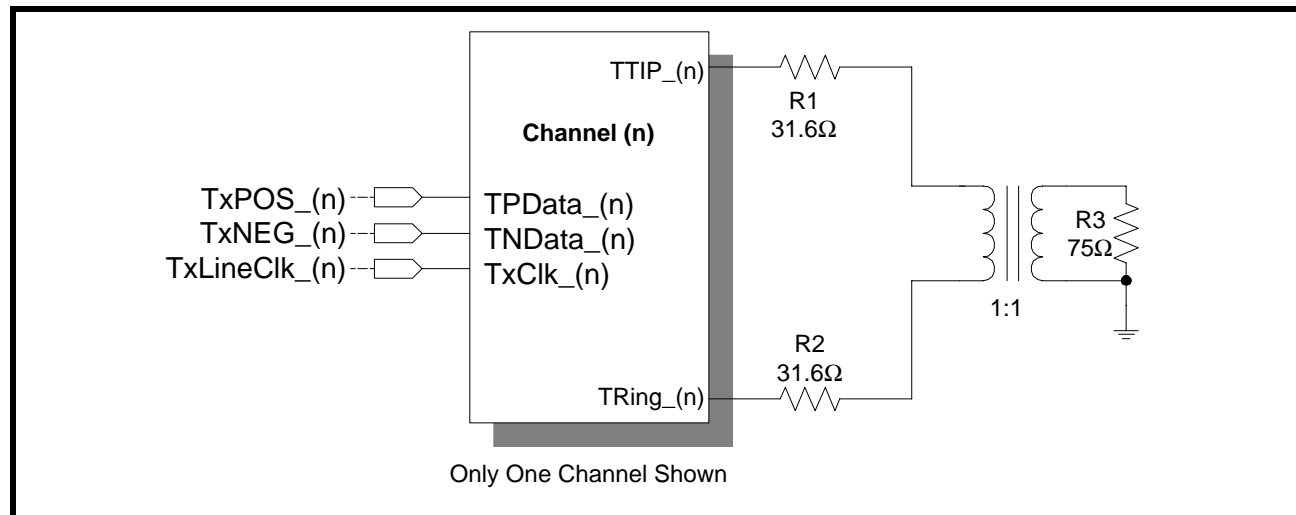 TTIP_(n)
R1
31.6Ω
Channel (n)
TxPOS_(n)
TPData_(n)
TxNEG_(n)
TNData_(n)
TxLineClk_(n)
TxClk_(n)
R3
75Ω
1:1
R2
31.6Ω
TRing_(n)
Only One Channel Shown